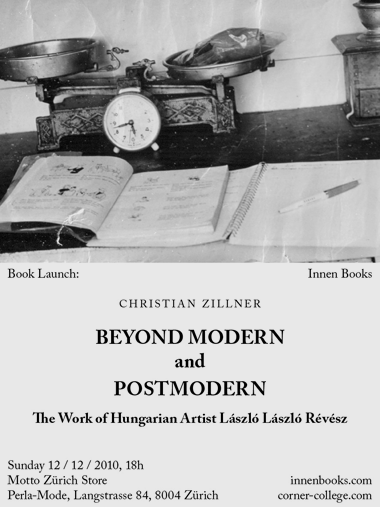 Book Launch: Innen Books
CHRISTIAN ZILLNER
BEYOND MODERN
and
POSTMODERN
The Work of Hungarian Artist László László Révész
Sunday 12 / 12 / 2010, 18h
Motto Zürich Store
innenbooks.com
Perla-Mode, Langstrasse 84, 8004 Zürich
corner-college.com